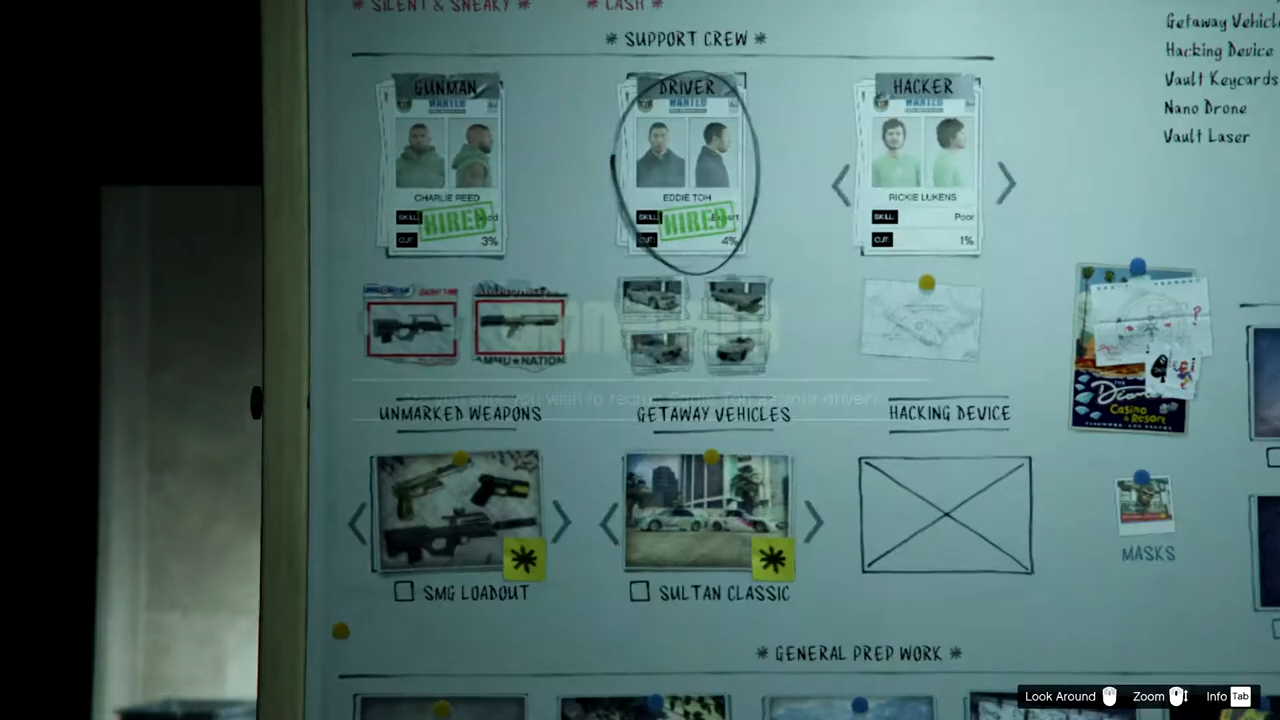 * SILENT & SNEAKY *
* CASH *
* SUPPORT CREW *
Getaway
Hacking Device
Vault Keycards
Nano Drone
Vault Laser
GUNMAN
WANTED
CHARLIE REED
SKILL
HIRED
CUT
3%
DRIVER
WANTED
EDDIE TOH
SKILL
HIRED
CUT
4%
HACKER
WANTED
RICKIE LUKENS
SKILL
Poor
CUT
1%
AMMU★NATION
UNMARKED WEAPONS
GETAWAY VEHICLES
HACKING DEVICE
SMG LOADOUT
SULTAN CLASSIC
The
Casino
& Resort
MASKS
* GENERAL PREP WORK *
Look Around
Zoom
Info Tab